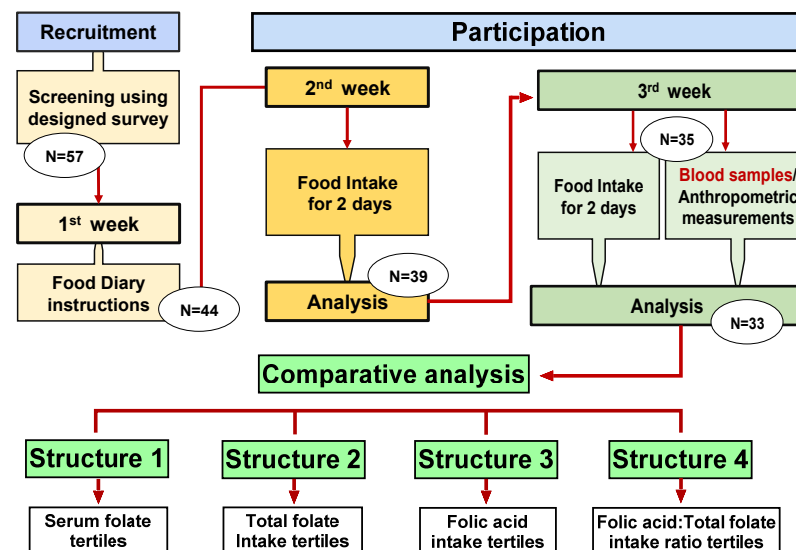 Recruitment
Screening using
designed survey
N=57
1st week
Food Diary
instructions
N=44
Participation
2nd week
Food Intake
for 2 days
N=39
Analysis
3rd week
N=35
Food Intake
for 2 days
Blood samples/
Anthropometric
measurements
Analysis
N=33
Comparative analysis
Structure 1
Serum folate
tertiles
Structure 2
Total folate
Intake tertiles
Structure 3
Folic acid
intake tertiles
Structure 4
Folic acid:Total folate
intake ratio tertiles